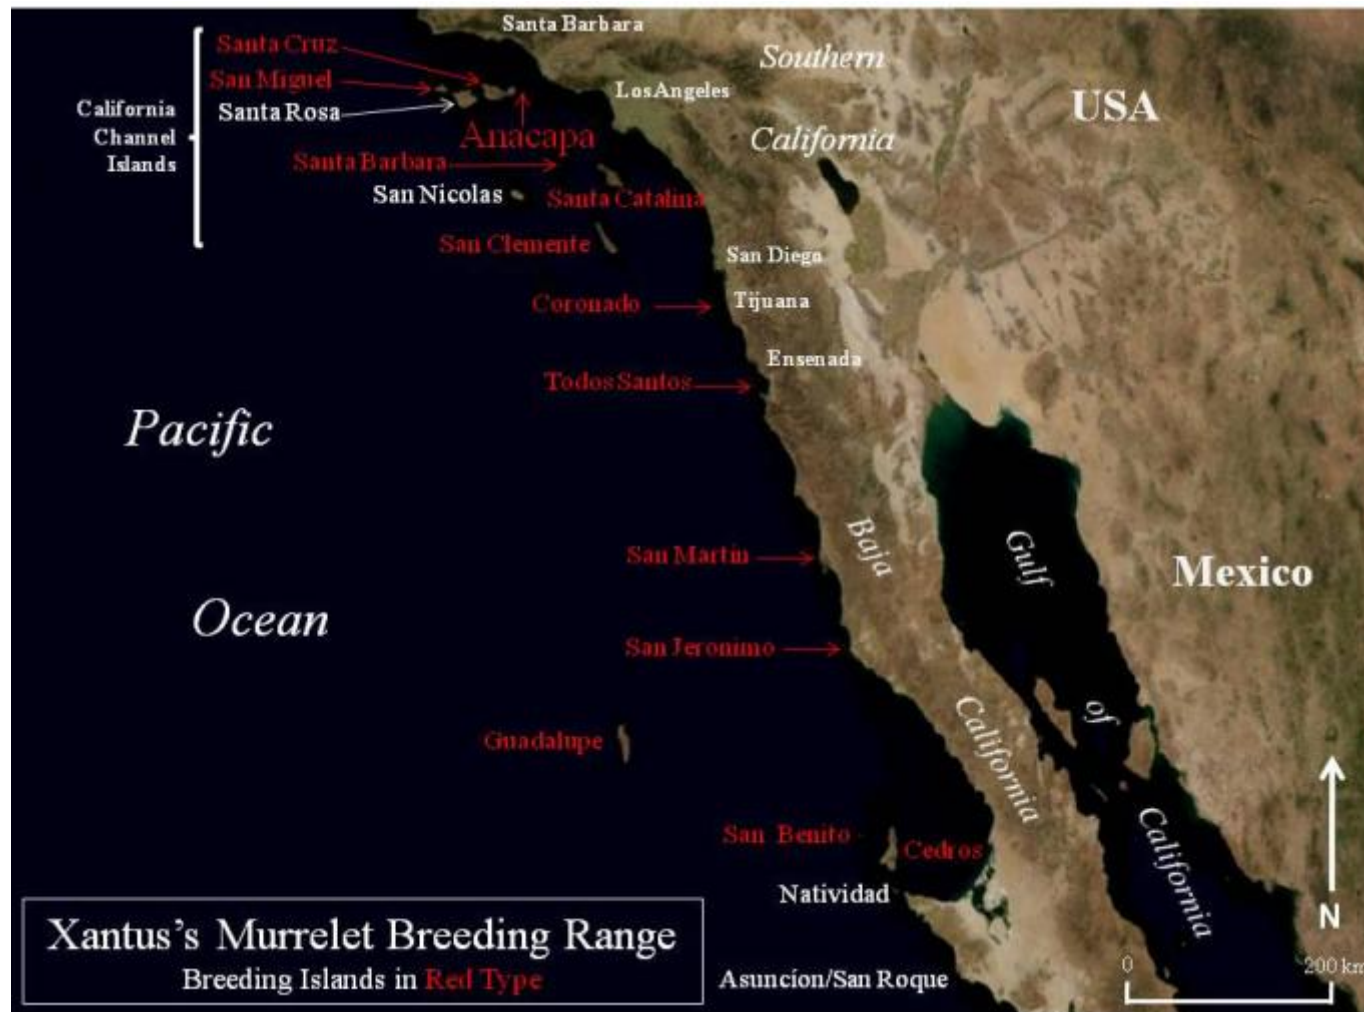 Santa Barbara
Santa Cruz
San Miguel
Santa Rosa
California
Channel
Islands
Anacapa
Santa Barbara
San Nicolas
Santa Catalina
San Clemente
Los Angeles
Southern
California
USA
San Diego
Coronado
Tijuana
Ensenada
Todos Santos
Pacific
Ocean
San Martin
San Jeronimo
Guadalupe
Baja
California
Gulf
of
California
Mexico
San Benito
Cedros
Natividad
Asuncíon/San Roque
Xantus's Murrelet Breeding Range
Breeding Islands in Red Type
N
0 200 km